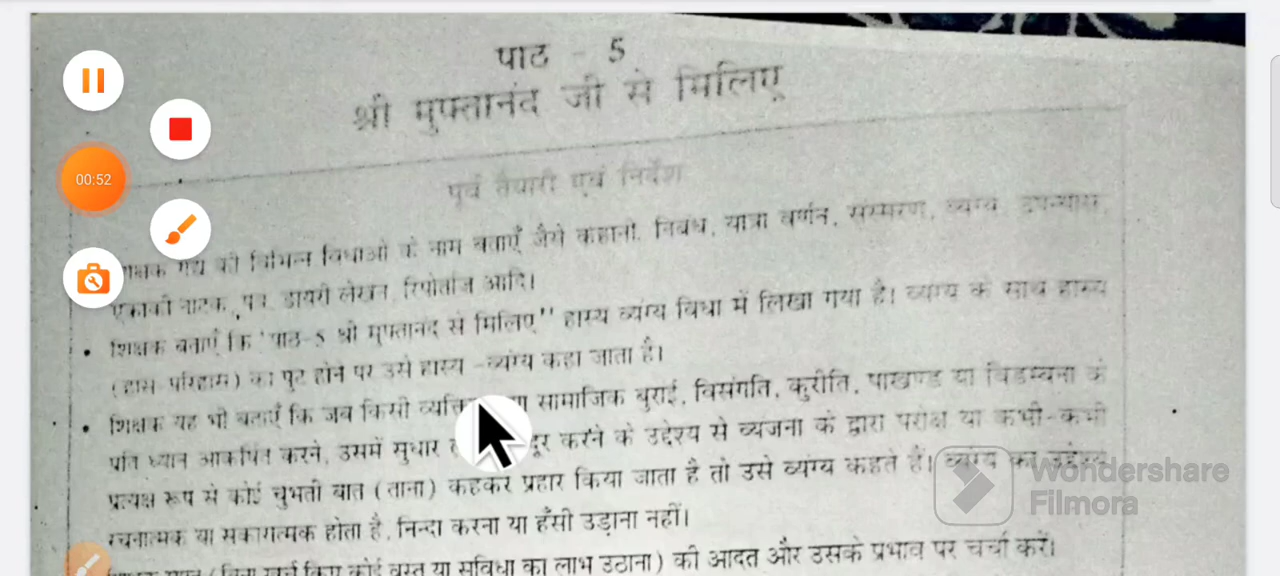 पाठ - 5
श्री मुफ्तानंद जी से मिलिए
पूर्व तैयारी एवं निर्देश
00:52
गद्य की विभिन्न विधाओं के नाम बताएँ जैसे कहानी, निबंध, यात्रा वर्णन, संस्मरण, व्यंग्य, उपन्यास,
एकांकी नाटक, पत्र, डायरी लेखन, रिपोर्ताज आदि।
• शिक्षक बताएँ कि 'पाठ-5 श्री मुफ्तानंद से मिलिए" हास्य व्यंग्य विधा में लिखा गया है। व्यंग्य के साथ हास्य
(हास-परिहास) का पुट होने पर उसे हास्य -व्यंग्य कहा जाता है।
• शिक्षक यह भी बताएँ कि जब किसी सामाजिक बुराई, विसंगति, कुरीति, पाखण्ड या विडम्बना के
प्रति ध्यान आकर्षित करने, उसमें सुधार दूर करने के उद्देश्य से व्यंजना के द्वारा परोक्ष या कभी-कभी
प्रत्यक्ष रूप से कोई चुभती बात (ताना) कहकर प्रहार किया जाता है तो उसे व्यंग्य कहते हैं। व्यंग्य का उद्देश्य
रचनात्मक या सकारात्मक होता है, निन्दा करना या हँसी उड़ाना नहीं।
(बिना खर्च किए कोई वस्तु या सुविधा का लाभ उठाना) की आदत और उसके प्रभाव पर चर्चा करें।
Wondershare
Filmora